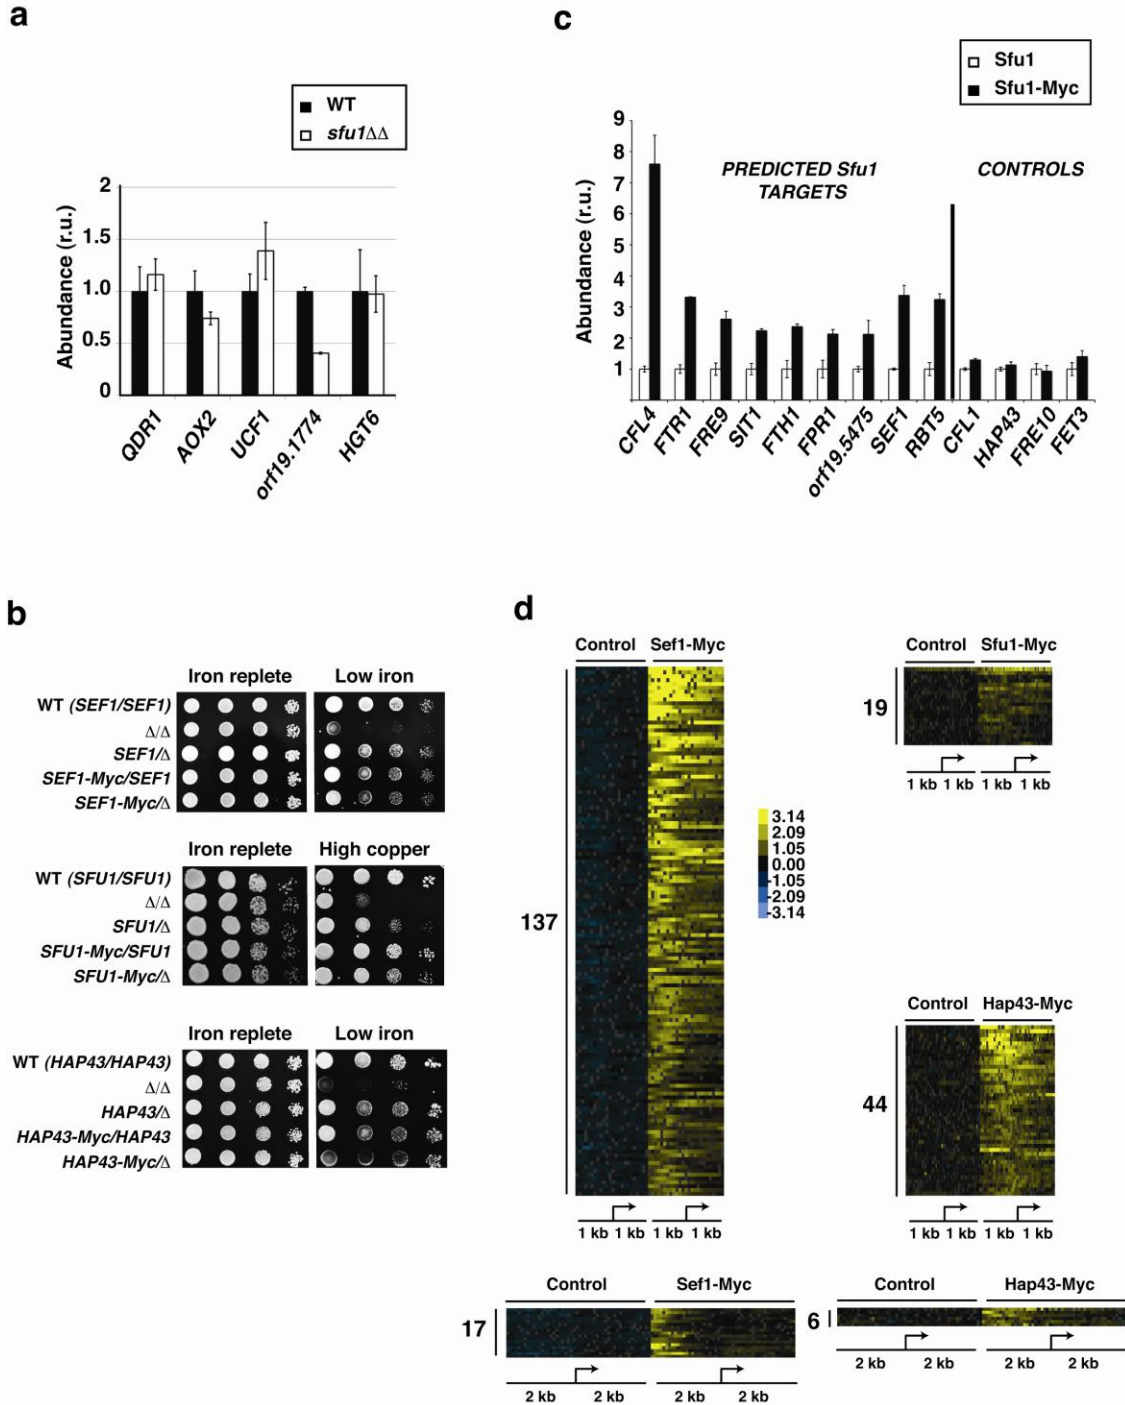 a
WT
sfu1ΔΔ
Abundance (r.u.)
2
1.5
1.0
0.5
0
QDR1
AOX2
UCF1
orf19.1774
HGT6
c
Sfu1
Sfu1-Myc
Abundance (r.u.)
9
8
7
6
5
4
3
2
1
PREDICTED Sfu1
TARGETS
CONTROLS
CFL4
FTR1
FRE9
SIT1
FTH1
FPR1
orf19.5475
SEF1
RBT5
CFL1
HAP43
FRE10
FET3
b
Iron replete Low iron
WT (SEF1/SEF1)
Δ/Δ
SEF1/Δ
SEF1-Myc/SEF1
SEF1-Myc/Δ
Iron replete High copper
WT (SFU1/SFU1)
Δ/Δ
SFU1/Δ
SFU1-Myc/SFU1
SFU1-Myc/Δ
Iron replete Low iron
WT (HAP43/HAP43)
Δ/Δ
HAP43/Δ
HAP43-Myc/HAP43
HAP43-Myc/Δ
d
Control Sef1-Myc
137
1 kb 1 kb 1 kb 1 kb
3.14
2.09
1.05
0.00
-1.05
-2.09
-3.14
Control Sfu1-Myc
19
1 kb 1 kb 1 kb 1 kb
Control Hap43-Myc
44
1 kb 1 kb 1 kb 1 kb
Control Sef1-Myc
17
2 kb 2 kb 2 kb 2 kb
Control Hap43-Myc
6
2 kb 2 kb 2 kb 2 kb